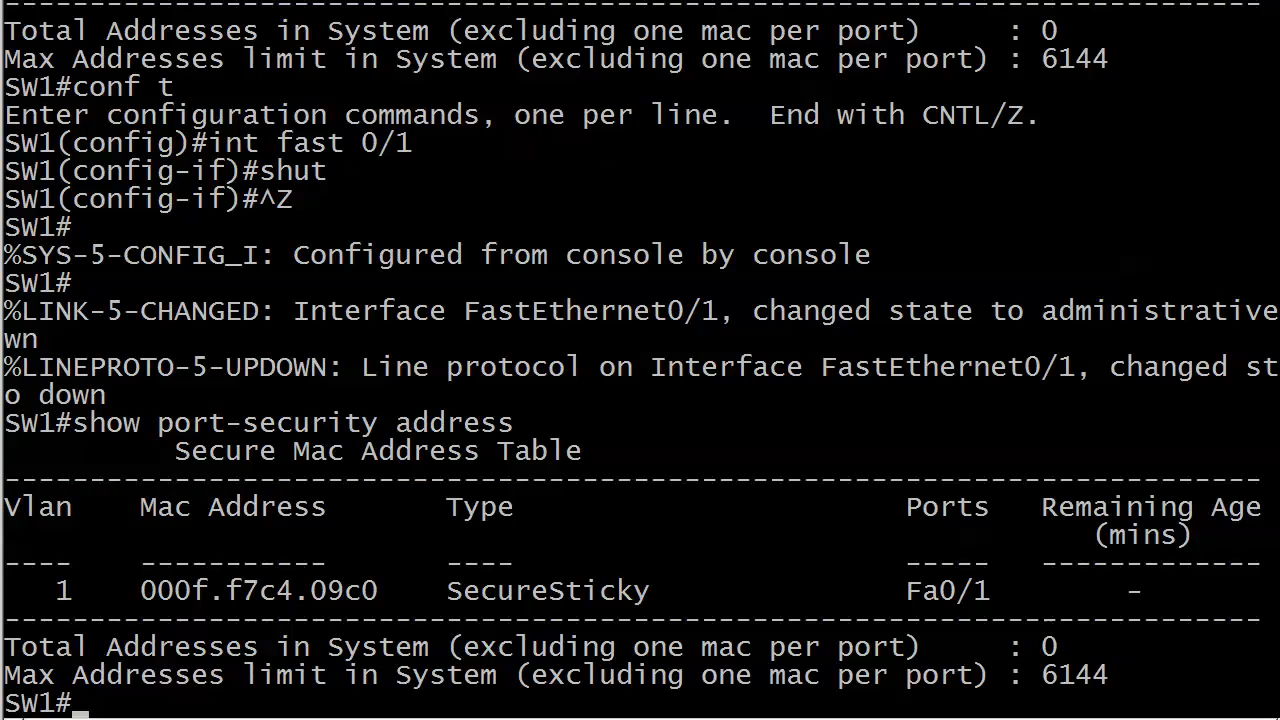 --------------------------------------------------------------------------
Total Addresses in System (excluding one mac per port)     : 0
Max Addresses limit in System (excluding one mac per port) : 6144
SW1#conf t
Enter configuration commands, one per line.  End with CNTL/Z.
SW1(config)#int fast 0/1
SW1(config-if)#shut
SW1(config-if)#^Z
SW1#
%SYS-5-CONFIG_I: Configured from console by console
SW1#
%LINK-5-CHANGED: Interface FastEthernet0/1, changed state to administrative
wn
%LINEPROTO-5-UPDOWN: Line protocol on Interface FastEthernet0/1, changed st
o down
SW1#show port-security address
          Secure Mac Address Table
--------------------------------------------------------------------------
Vlan    Mac Address       Type                       Ports   Remaining Age
                                                                (mins)
----    -----------       ----                       -----   -------------
   1    000f.f7c4.09c0    SecureSticky               Fa0/1        -
--------------------------------------------------------------------------
Total Addresses in System (excluding one mac per port)     : 0
Max Addresses limit in System (excluding one mac per port) : 6144
SW1#